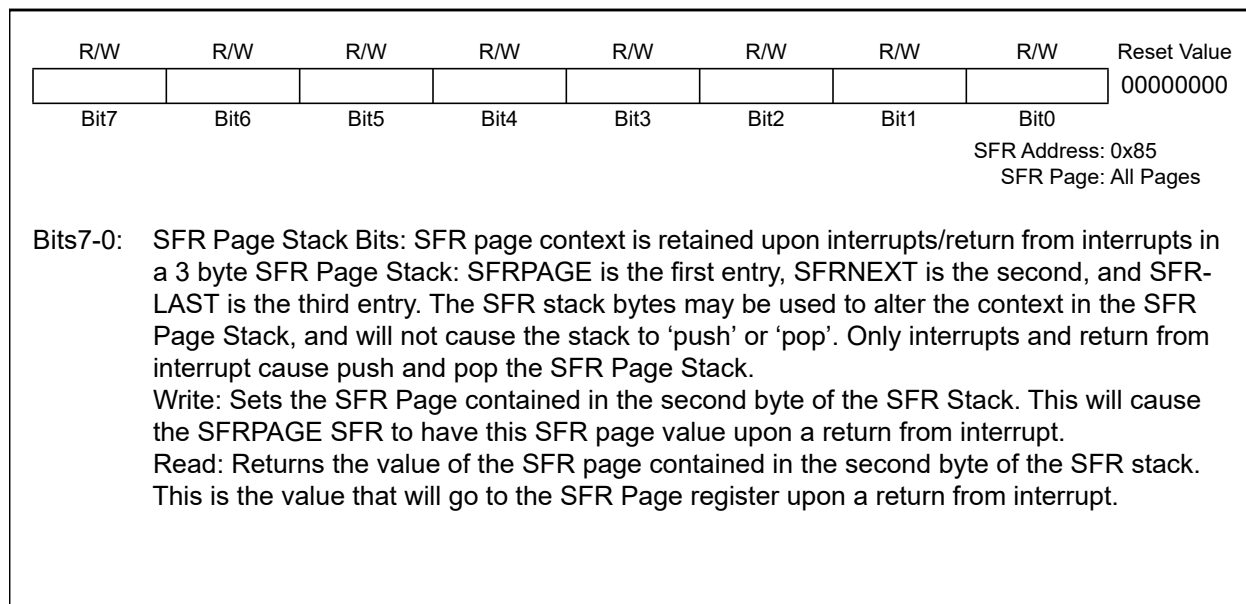 R/W R/W R/W R/W R/W R/W R/W R/W Reset Value
00000000
Bit7 Bit6 Bit5 Bit4 Bit3 Bit2 Bit1 Bit0
SFR Address: 0x85
SFR Page: All Pages
Bits7-0: SFR Page Stack Bits: SFR page context is retained upon interrupts/return from interrupts in
a 3 byte SFR Page Stack: SFRPAGE is the first entry, SFRNEXT is the second, and SFR-
LAST is the third entry. The SFR stack bytes may be used to alter the context in the SFR
Page Stack, and will not cause the stack to ‘push’ or ‘pop’. Only interrupts and return from
interrupt cause push and pop the SFR Page Stack.
Write: Sets the SFR Page contained in the second byte of the SFR Stack. This will cause
the SFRPAGE SFR to have this SFR page value upon a return from interrupt.
Read: Returns the value of the SFR page contained in the second byte of the SFR stack.
This is the value that will go to the SFR Page register upon a return from interrupt.